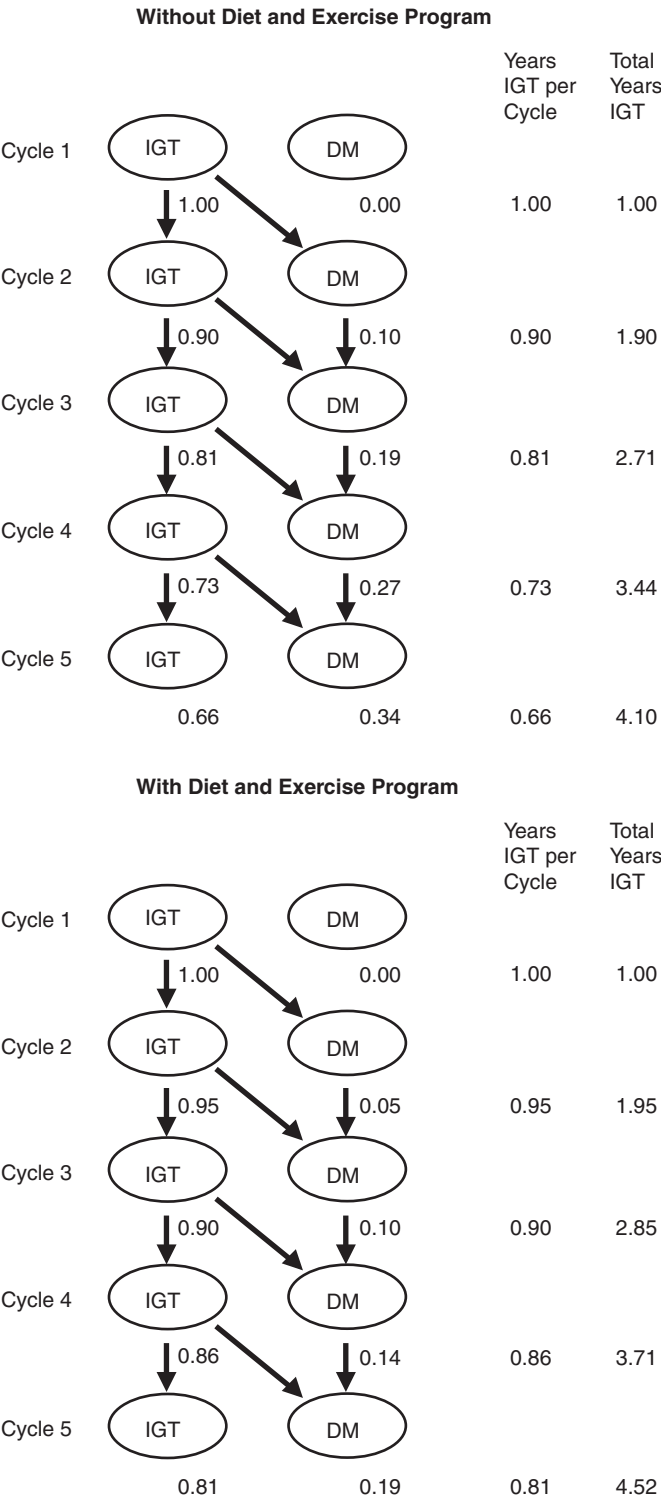 Without Diet and Exercise Program
Years IGT per Cycle
Total Years IGT
Cycle 1 IGT DM
1.00 0.00 1.00 1.00
Cycle 2 IGT DM
0.90 0.10 0.90 1.90
Cycle 3 IGT DM
0.81 0.19 0.81 2.71
Cycle 4 IGT DM
0.73 0.27 0.73 3.44
Cycle 5 IGT DM
0.66 0.34 0.66 4.10
With Diet and Exercise Program
Years IGT per Cycle
Total Years IGT
Cycle 1 IGT DM
1.00 0.00 1.00 1.00
Cycle 2 IGT DM
0.95 0.05 0.95 1.95
Cycle 3 IGT DM
0.90 0.10 0.90 2.85
Cycle 4 IGT DM
0.86 0.14 0.86 3.71
Cycle 5 IGT DM
0.81 0.19 0.81 4.52